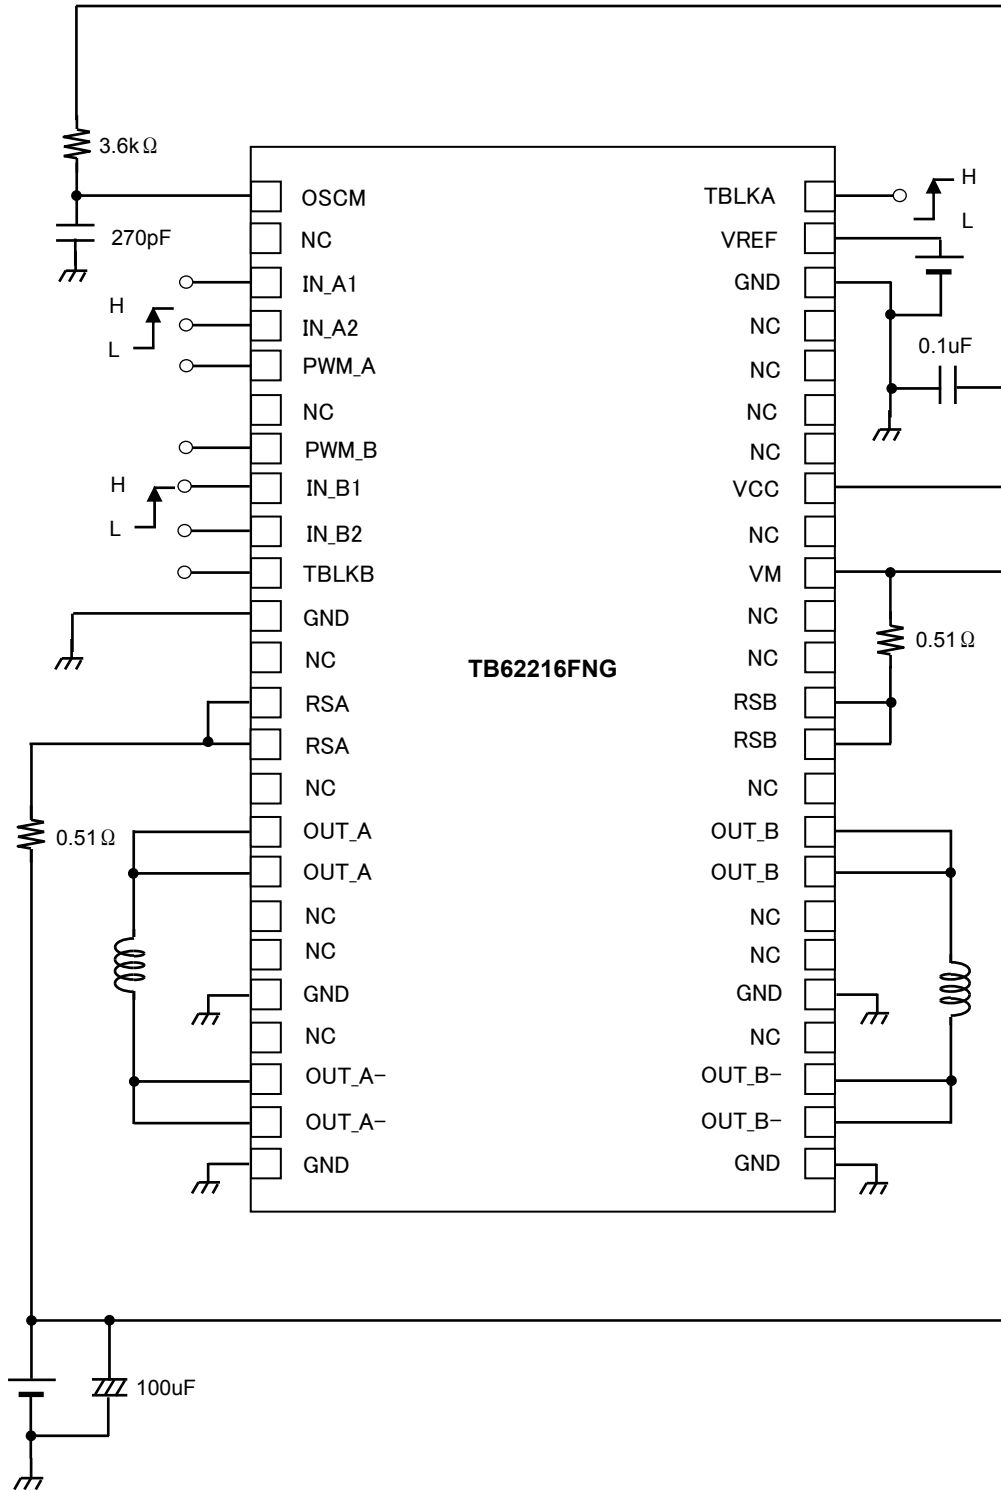 3.6kΩ
OSCM
TBLKA
H
L
270pF
NC
VREF
IN_A1
GND
H
L
IN_A2
NC
0.1uF
PWM_A
NC
NC
NC
PWM_B
NC
H
L
IN_B1
VCC
IN_B2
NC
TBLKB
VM
GND
NC
0.51Ω
NC
TB62216FNG
NC
RSA
RSB
RSA
RSB
NC
NC
0.51Ω
OUT_A
OUT_B
OUT_A
OUT_B
NC
NC
NC
NC
GND
GND
NC
NC
OUT_A-
OUT_B-
OUT_A-
OUT_B-
GND
GND
100uF